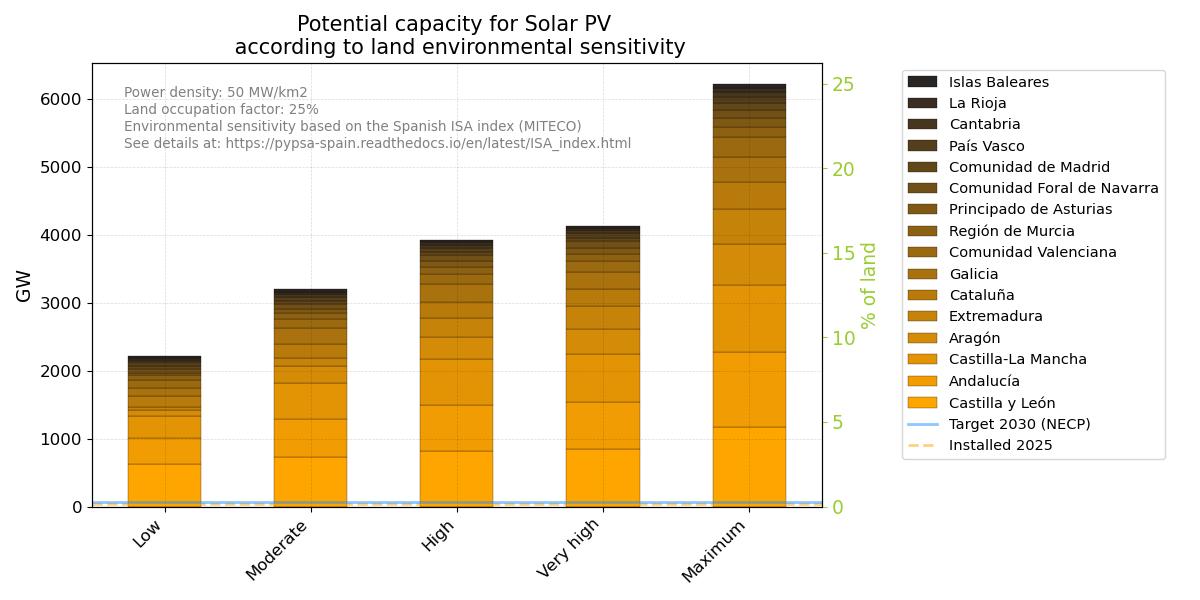 Potential capacity for Solar PV
according to land environmental sensitivity
Power density: 50 MW/km2
Land occupation factor: 25%
Environmental sensitivity based on the Spanish ISA index (MITECO)
See details at: https://pypsa-spain.readthedocs.io/en/latest/ISA_index.html
GW
6000
5000
4000
3000
2000
1000
0
Low
Moderate
High
Very high
Maximum
25
20
15
10
5
0
% of land
Islas Baleares
La Rioja
Cantabria
País Vasco
Comunidad de Madrid
Comunidad Foral de Navarra
Principado de Asturias
Región de Murcia
Comunidad Valenciana
Galicia
Cataluña
Extremadura
Aragón
Castilla-La Mancha
Andalucía
Castilla y León
Target 2030 (NECP)
Installed 2025